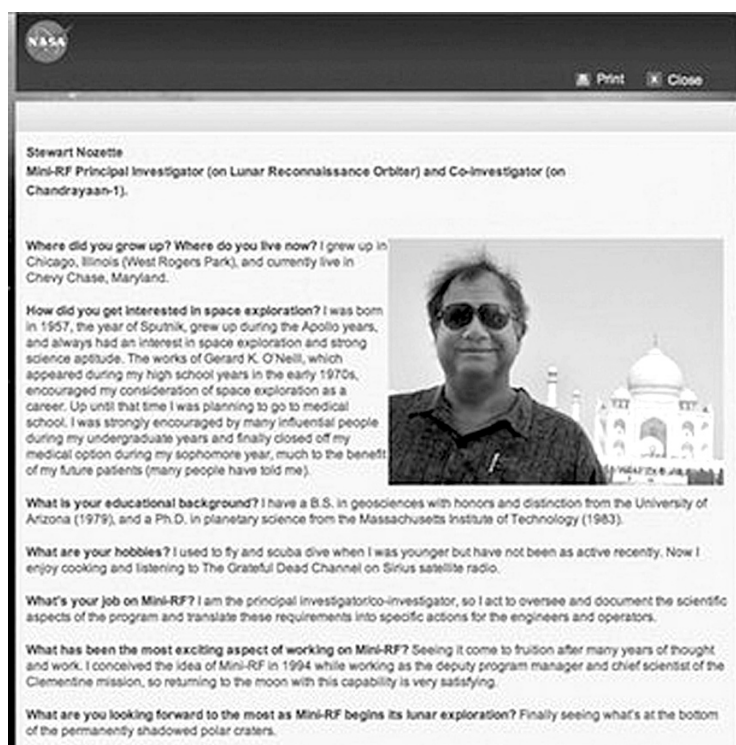 NASA
Print Close
Stewart Nozette
Mini-RF Principal Investigator (on Lunar Reconnaissance Orbiter) and Co-investigator (on
Chandrayaan-1).
Where did you grow up? Where do you live now? I grew up in
Chicago, Illinois (West Rogers Park), and currently live in
Chevy Chase, Maryland.
How did you get interested in space exploration? I was born
in 1957, the year of Sputnik, grew up during the Apollo years,
and always had an interest in space exploration and strong
science aptitude. The works of Gerard K. O'Neill, which
appeared during my high school years in the early 1970s,
encouraged my consideration of space exploration as a
career. Up until that time I was planning to go to medical
school. I was strongly encouraged by many influential people
during my undergraduate years and finally closed off my
medical option during my sophomore year, much to the benefit
of my future patients (many people have told me).
What is your educational background? I have a B.S. in geosciences with honors and distinction from the University of
Arizona (1979), and a Ph.D. in planetary science from the Massachusetts Institute of Technology (1983).
What are your hobbies? I used to fly and scuba dive when I was younger but have not been as active recently. Now I
enjoy cooking and listening to The Grateful Dead Channel on Sirius satellite radio.
What's your job on Mini-RF? I am the principal investigator/co-investigator, so I act to oversee and document the scientific
aspects of the program and translate these requirements into specific actions for the engineers and operators.
What has been the most exciting aspect of working on Mini-RF? Seeing it come to fruition after many years of thought
and work. I conceived the idea of Mini-RF in 1994 while working as the deputy program manager and chief scientist of the
Clementine mission, so returning to the moon with this capability is very satisfying.
What are you looking forward to the most as Mini-RF begins its lunar exploration? Finally seeing what's at the bottom
of the permanently shadowed polar craters.